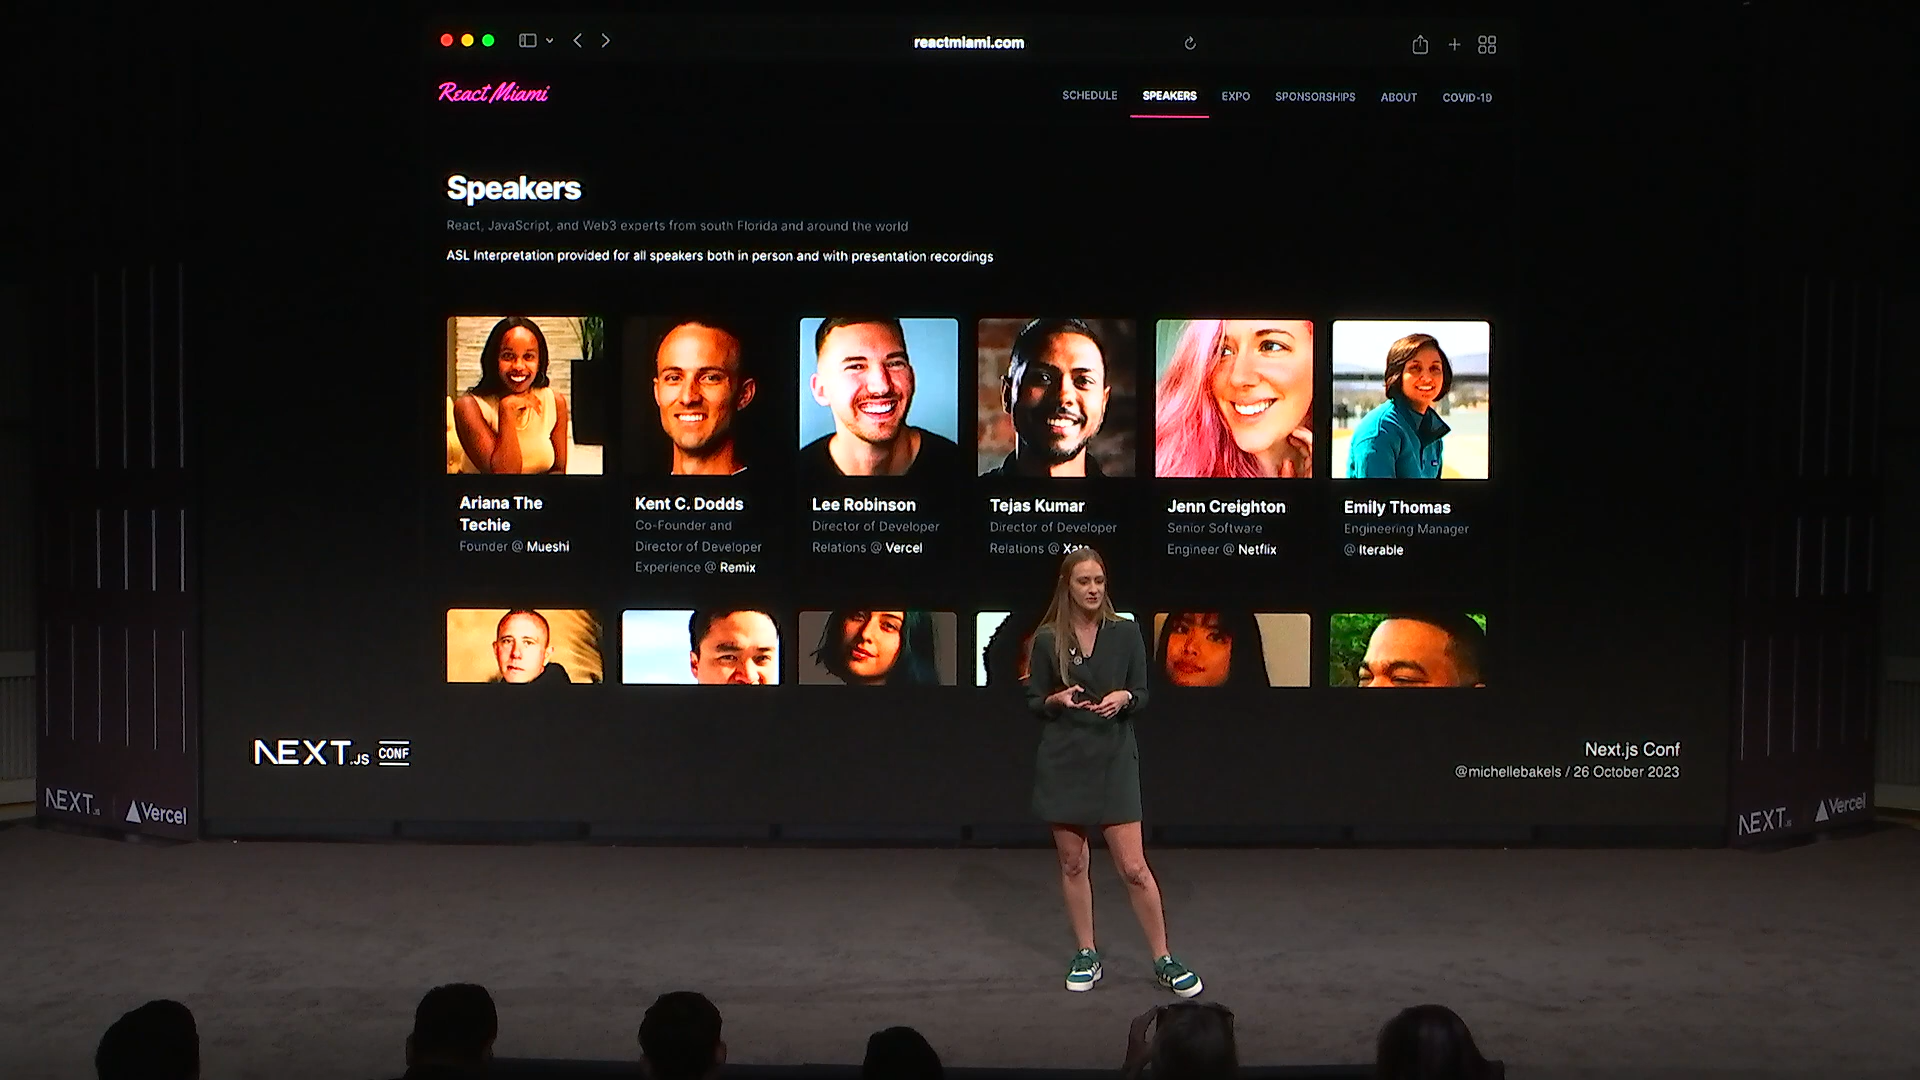 reactmiami.com
React Miami
SCHEDULE SPEAKERS EXPO SPONSORSHIPS ABOUT COVID-19
Speakers
React, JavaScript, and Web3 experts from south Florida and around the world
ASL Interpretation provided for all speakers both in person and with presentation recordings
Ariana The
Techie
Founder @ Mueshi
Kent C. Dodds
Co-Founder and
Director of Developer
Experience @ Remix
Lee Robinson
Director of Developer
Relations @ Vercel
Tejas Kumar
Director of Developer
Relations @ Xata
Jenn Creighton
Senior Software
Engineer @ Netflix
Emily Thomas
Engineering Manager
@ Iterable
NEXT.JS CONF
Next.js Conf
@michellebakels / 26 October 2023
NEXT.JS Vercel
NEXT.JS Vercel